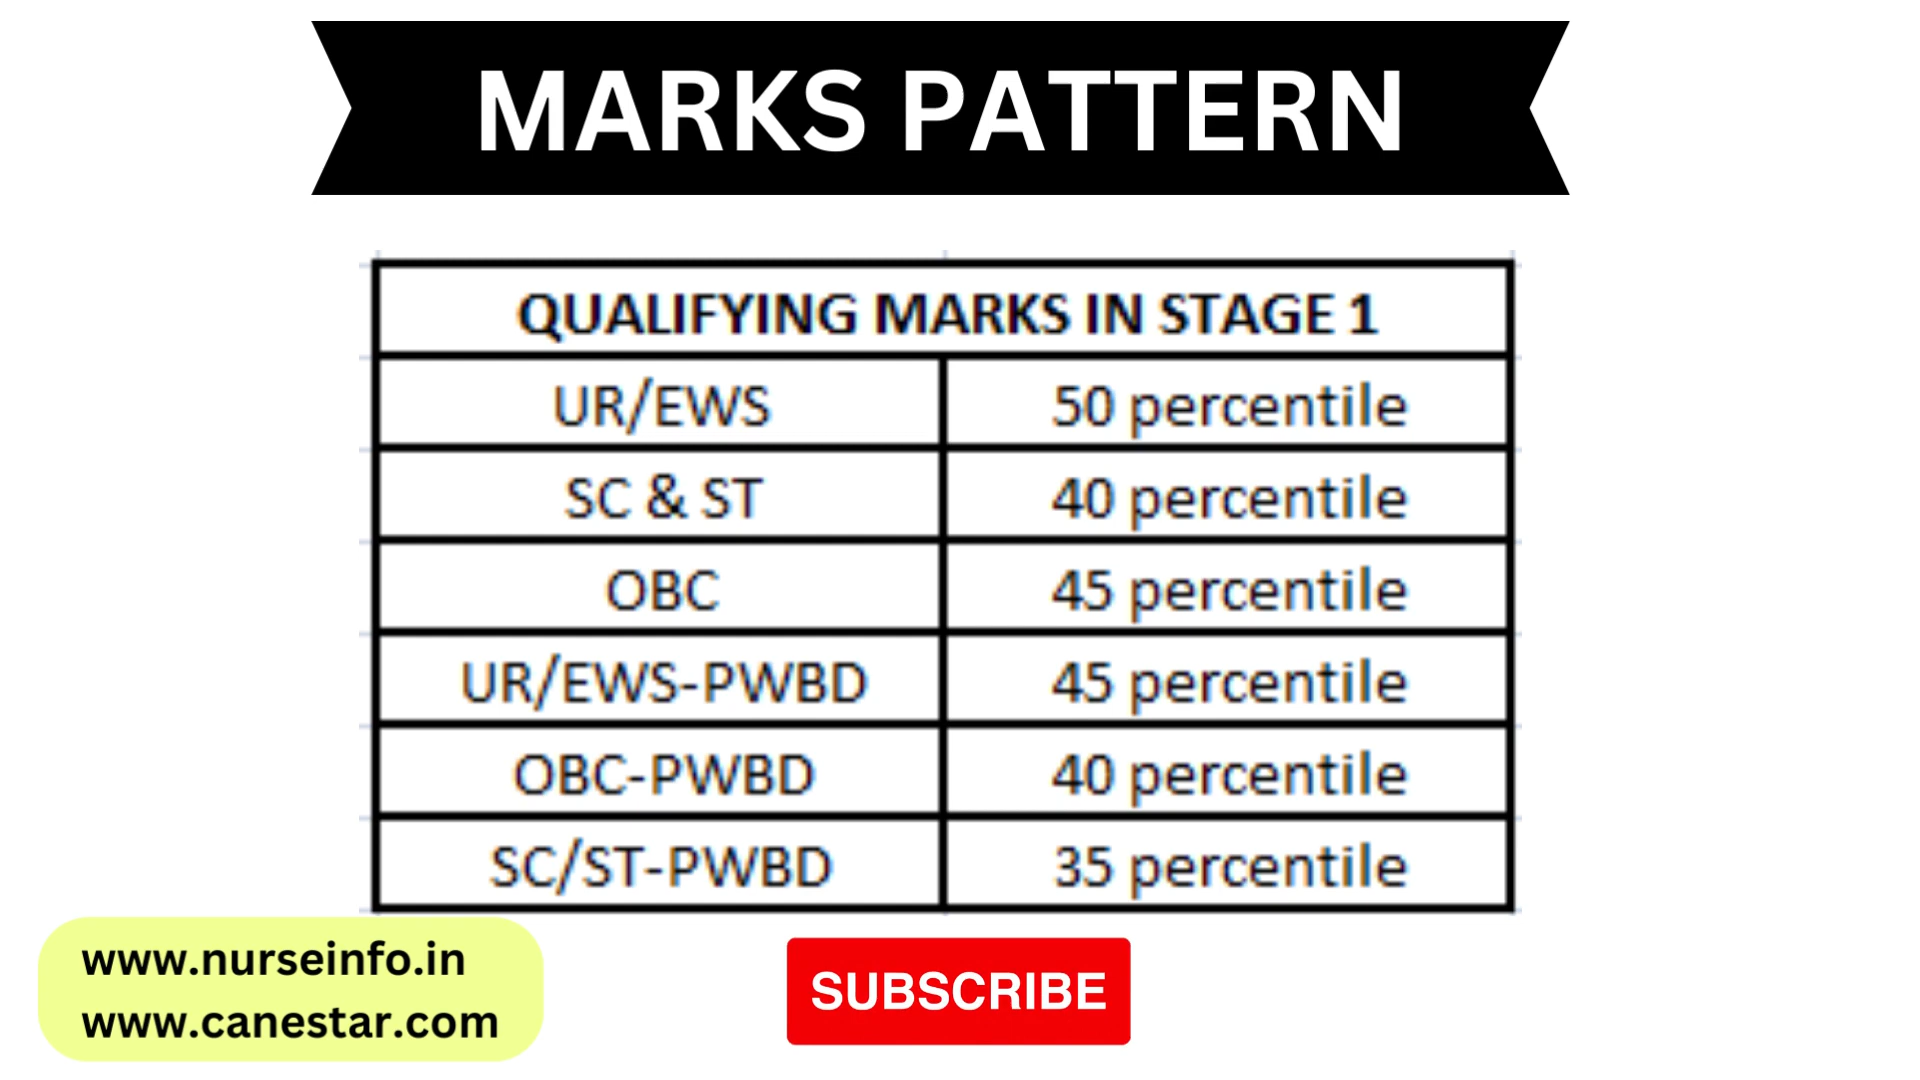 MARKS PATTERN
QUALIFYING MARKS IN STAGE 1
UR/EWS 50 percentile
SC & ST 40 percentile
OBC 45 percentile
UR/EWS-PWBD 45 percentile
OBC-PWBD 40 percentile
SC/ST-PWBD 35 percentile
www.nurseinfo.in
www.canestar.com
SUBSCRIBE